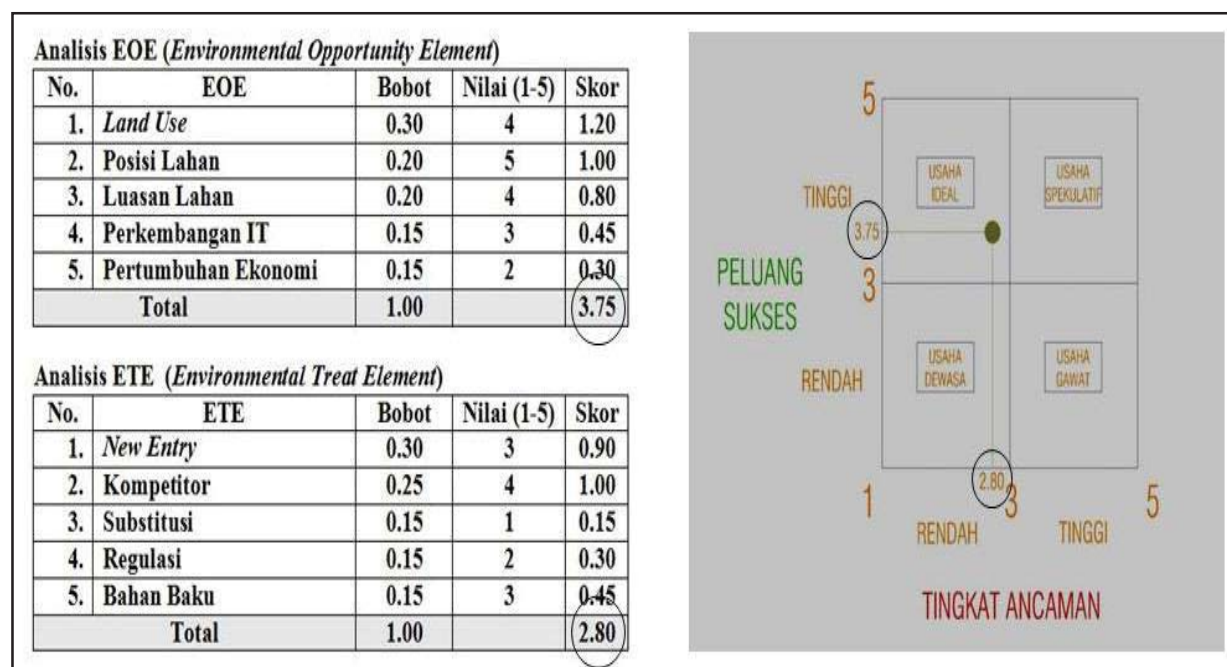 Analisis EOE (Environmental Opportunity Element)
No. EOE Bobot Nilai (1-5) Skor
1. Land Use 0.30 4 1.20
2. Posisi Lahan 0.20 5 1.00
3. Luasan Lahan 0.20 4 0.80
4. Perkembangan IT 0.15 3 0.45
5. Pertumbuhan Ekonomi 0.15 2 0.30
Total 1.00 3.75
Analisis ETE (Environmental Treat Element)
No. ETE Bobot Nilai (1-5) Skor
1. New Entry 0.30 3 0.90
2. Kompetitor 0.25 4 1.00
3. Substitusi 0.15 1 0.15
4. Regulasi 0.15 2 0.30
5. Bahan Baku 0.15 3 0.45
Total 1.00 2.80
5
USAHA
IDEAL
USAHA
SPEKULATIF
TINGGI
3.75
PELUANG
SUKSES
3
RENDAH
USAHA
DEWASA
USAHA
GAWAT
2.80
1 3 5
RENDAH TINGGI
TINGKAT ANCAMAN